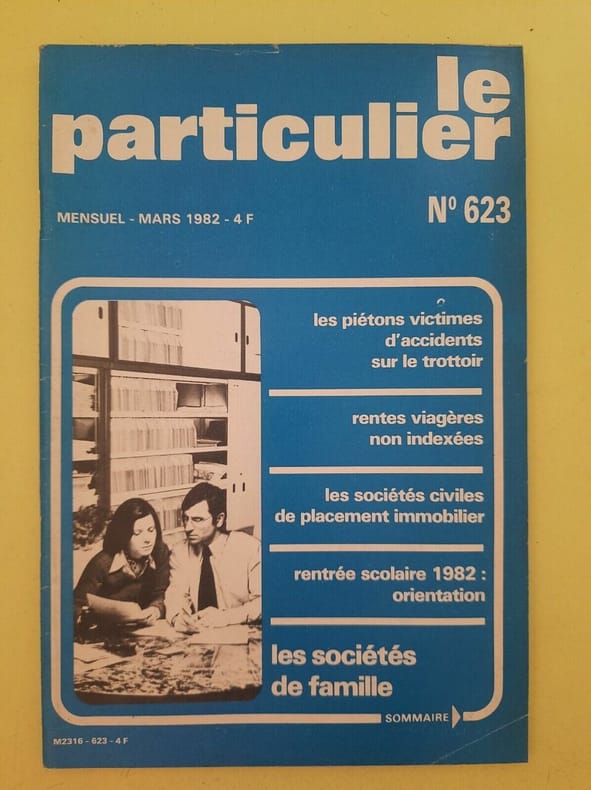 le
particulier
MENSUEL - MARS 1982 - 4 F
N° 623
les piétons victimes
d'accidents
sur le trottoir
rentes viagères
non indexées
les sociétés civiles
de placement immobilier
rentrée scolaire 1982 :
orientation
les sociétés
de famille
SOMMAIRE
M2316 - 623 - 4 F